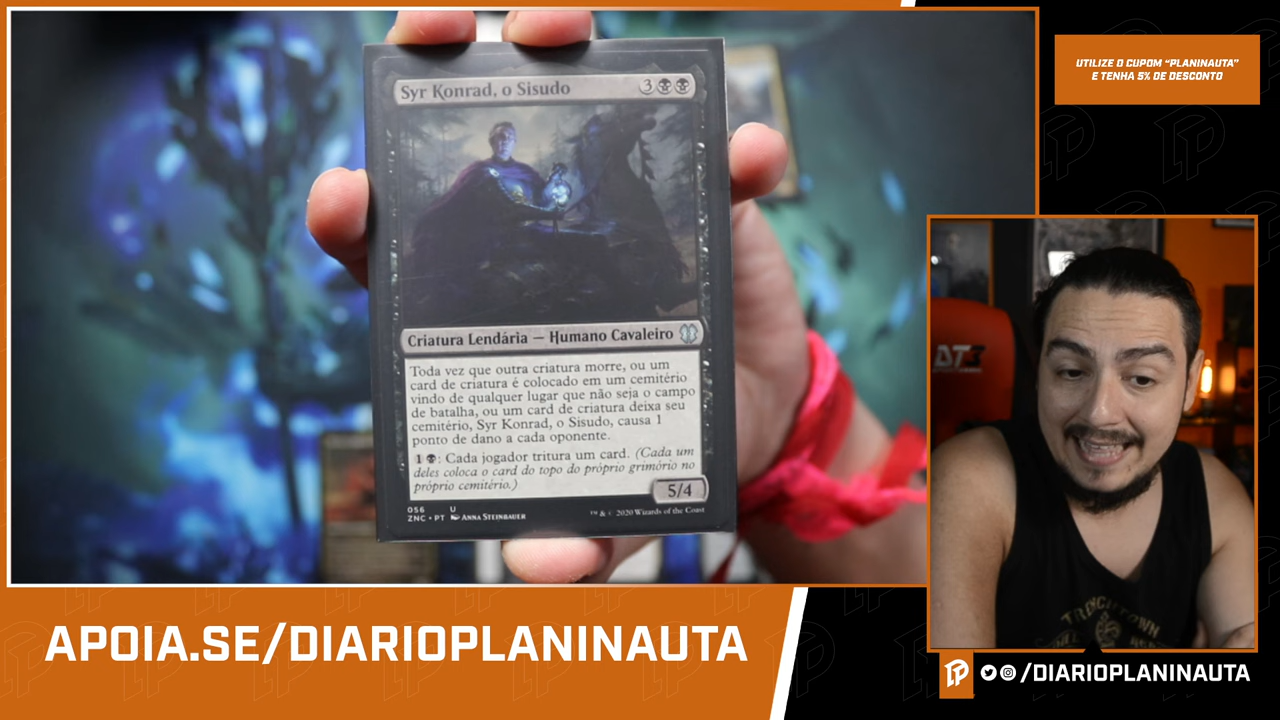 Syr Konrad, o Sisudo
3
Criatura Lendária — Humano Cavaleiro
Toda vez que outra criatura morre, ou um
card de criatura é colocado em um cemitério
vindo de qualquer lugar que não seja o campo
de batalha, ou um card de criatura deixa seu
cemitério, Syr Konrad, o Sisudo, causa 1
ponto de dano a cada oponente.
1 : Cada jogador tritura um card. (Cada um
deles coloca o card do topo do próprio grimório no
próprio cemitério.)
5/4
056 U
ZNC • PT Anna Steinbauer
™ & © 2020 Wizards of the Coast
UTILIZE O CUPOM “PLANINAUTA”
E TENHA 5% DE DESCONTO
DT3
APOIA.SE/DIARIOPLANINAUTA
/DIARIOPLANINAUTA